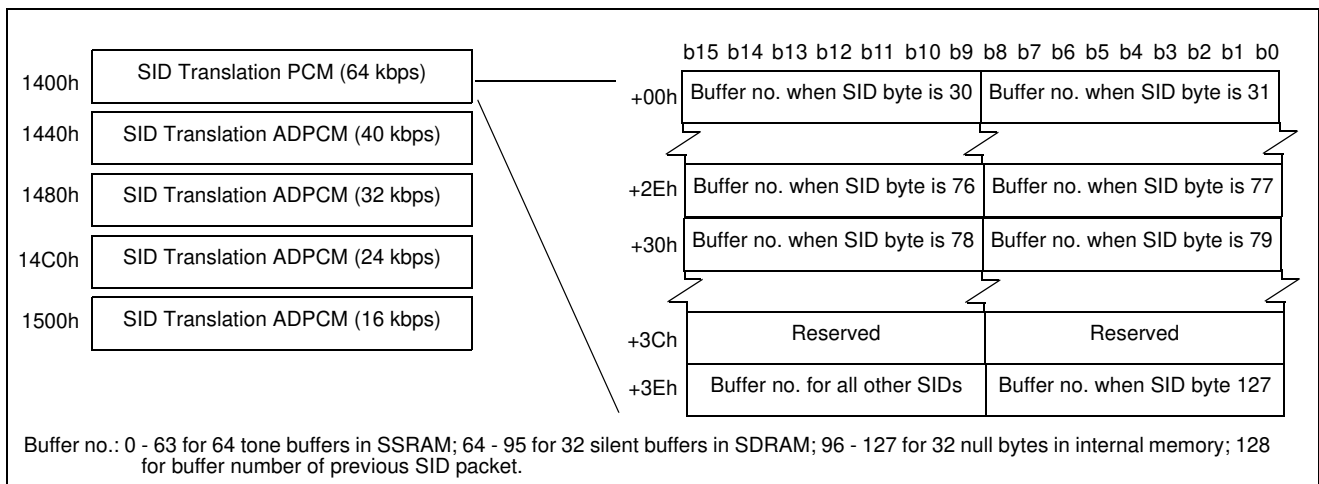 1400h SID Translation PCM (64 kbps)
1440h SID Translation ADPCM (40 kbps)
1480h SID Translation ADPCM (32 kbps)
14C0h SID Translation ADPCM (24 kbps)
1500h SID Translation ADPCM (16 kbps)
b15 b14 b13 b12 b11 b10 b9 b8 b7 b6 b5 b4 b3 b2 b1 b0
+00h Buffer no. when SID byte is 30 Buffer no. when SID byte is 31
+2Eh Buffer no. when SID byte is 76 Buffer no. when SID byte is 77
+30h Buffer no. when SID byte is 78 Buffer no. when SID byte is 79
+3Ch Reserved Reserved
+3Eh Buffer no. for all other SIDs Buffer no. when SID byte 127
Buffer no.: 0 - 63 for 64 tone buffers in SSRAM; 64 - 95 for 32 silent buffers in SDRAM; 96 - 127 for 32 null bytes in internal memory; 128
for buffer number of previous SID packet.